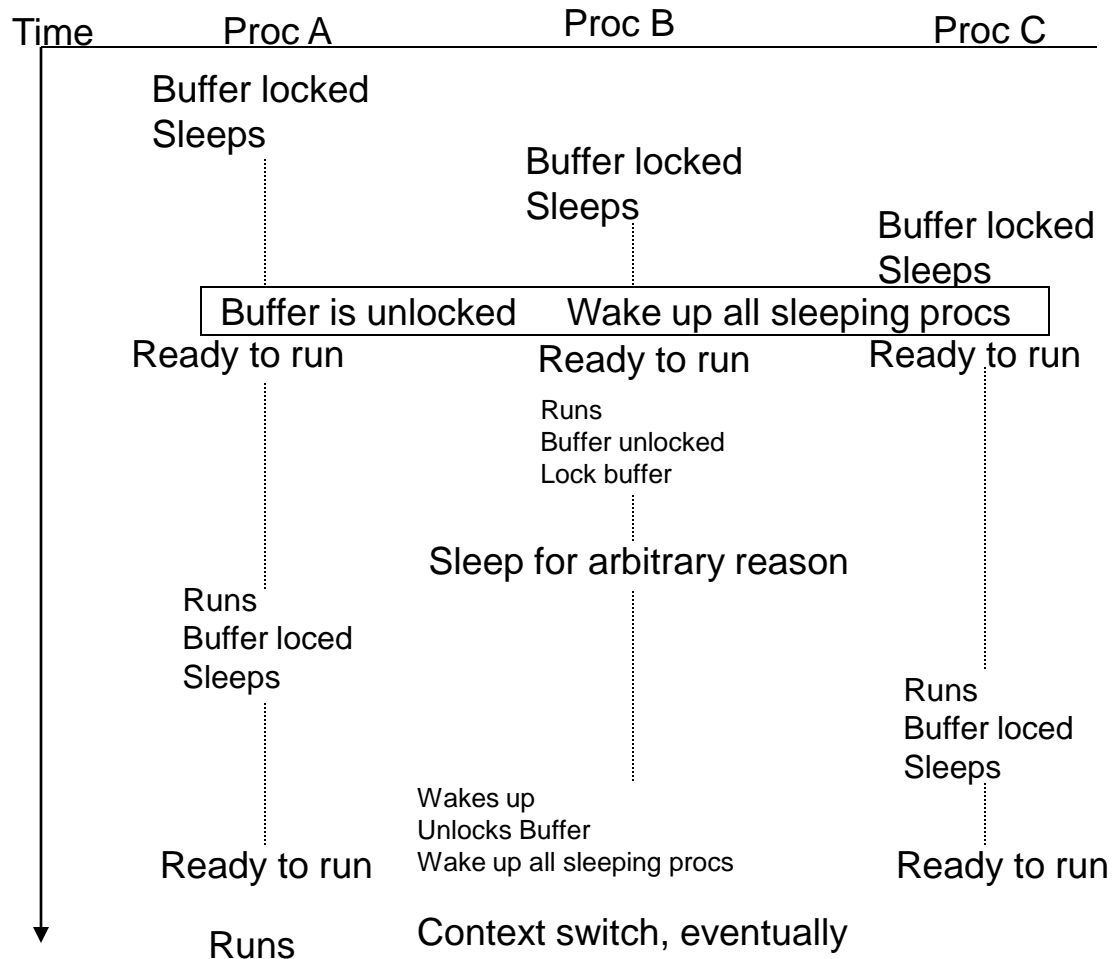 Time Proc A Proc B Proc C
Buffer locked
Sleeps
Buffer locked
Sleeps
Buffer locked
Sleeps
Buffer is unlocked Wake up all sleeping procs
Ready to run Ready to run Ready to run
Runs
Buffer unlocked
Lock buffer
Sleep for arbitrary reason
Runs
Buffer loced
Sleeps
Runs
Buffer loced
Sleeps
Wakes up
Unlocks Buffer
Wake up all sleeping procs
Ready to run Ready to run
Context switch, eventually
Runs